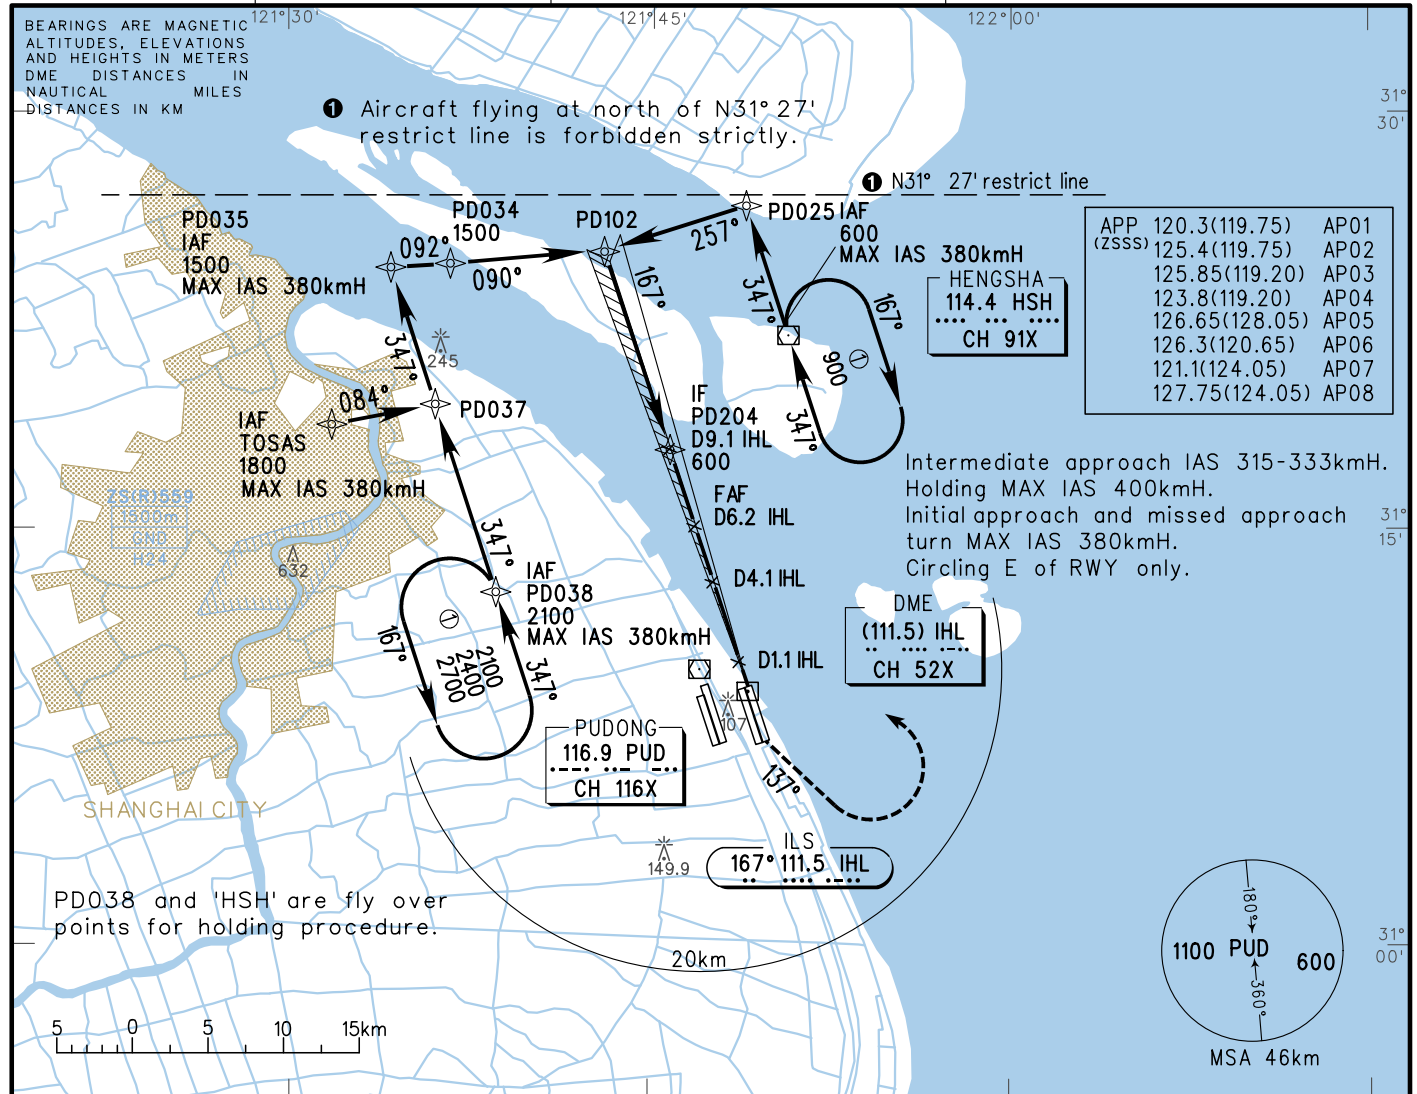 121°30'
121°45'
122°00'
BEARINGS ARE MAGNETIC
ALTITUDES, ELEVATIONS
AND HEIGHTS IN METERS
DME DISTANCES IN
NAUTICAL MILES
DISTANCES IN KM
❶ Aircraft flying at north of N31° 27'
restrict line is forbidden strictly.
31°
30'
❶ N31° 27' restrict line
PD035
IAF
1500
MAX IAS 380kmH
PD034
1500
092°
090°
PD102
257°
PD025
IAF
600
MAX IAS 380kmH
APP 120.3(119.75) AP01
(ZSSS) 125.4(119.75) AP02
125.85(119.20) AP03
123.8(119.20) AP04
126.65(128.05) AP05
126.3(120.65) AP06
121.1(124.05) AP07
127.75(124.05) AP08
HENGSHA
114.4 HSH
CH 91X
167°
347°
167°
900
①
347°
347°
245
084°
PD037
IAF
TOSAS
1800
MAX IAS 380kmH
IF
PD204
D9.1 IHL
600
FAF
D6.2 IHL
D4.1 IHL
D1.1 IHL
Intermediate approach IAS 315-333kmH.
Holding MAX IAS 400kmH.
Initial approach and missed approach
turn MAX IAS 380kmH.
Circling E of RWY only.
31°
15'
ZS(R)559
1500m
GND
H24
632
347°
IAF
PD038
2100
MAX IAS 380kmH
①
167°
2100
2400
2700
347°
DME
(111.5) IHL
CH 52X
107
PUDONG
116.9 PUD
CH 116X
137°
SHANGHAI CITY
149.9
ILS
167° 111.5 IHL
PD038 and 'HSH' are fly over
points for holding procedure.
20km
31°
00'
180°
1100 PUD 600
360°
MSA 46km
5 0 5 10 15km